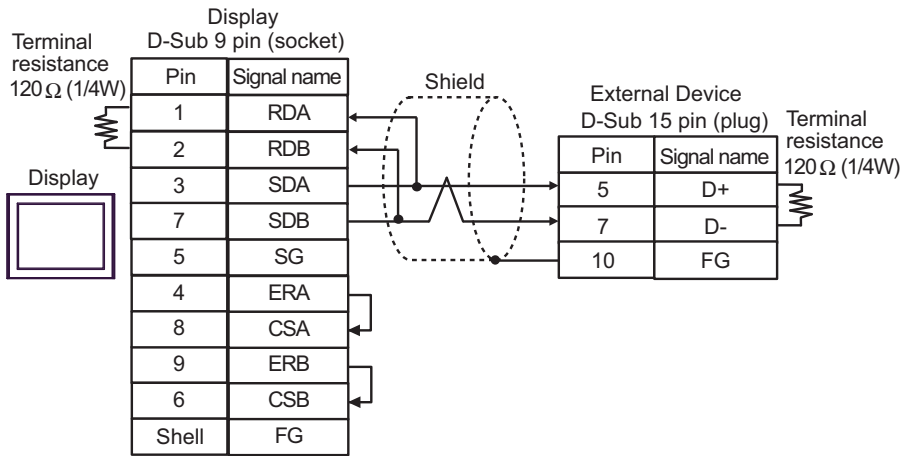 Display
D-Sub 9 pin (socket)
Terminal
resistance
120Ω (1/4W)
Display
Pin Signal name
1 RDA
2 RDB
3 SDA
7 SDB
5 SG
4 ERA
8 CSA
9 ERB
6 CSB
Shell FG
Shield
External Device
D-Sub 15 pin (plug)
Pin Signal name
5 D+
7 D-
10 FG
Terminal
resistance
120Ω (1/4W)